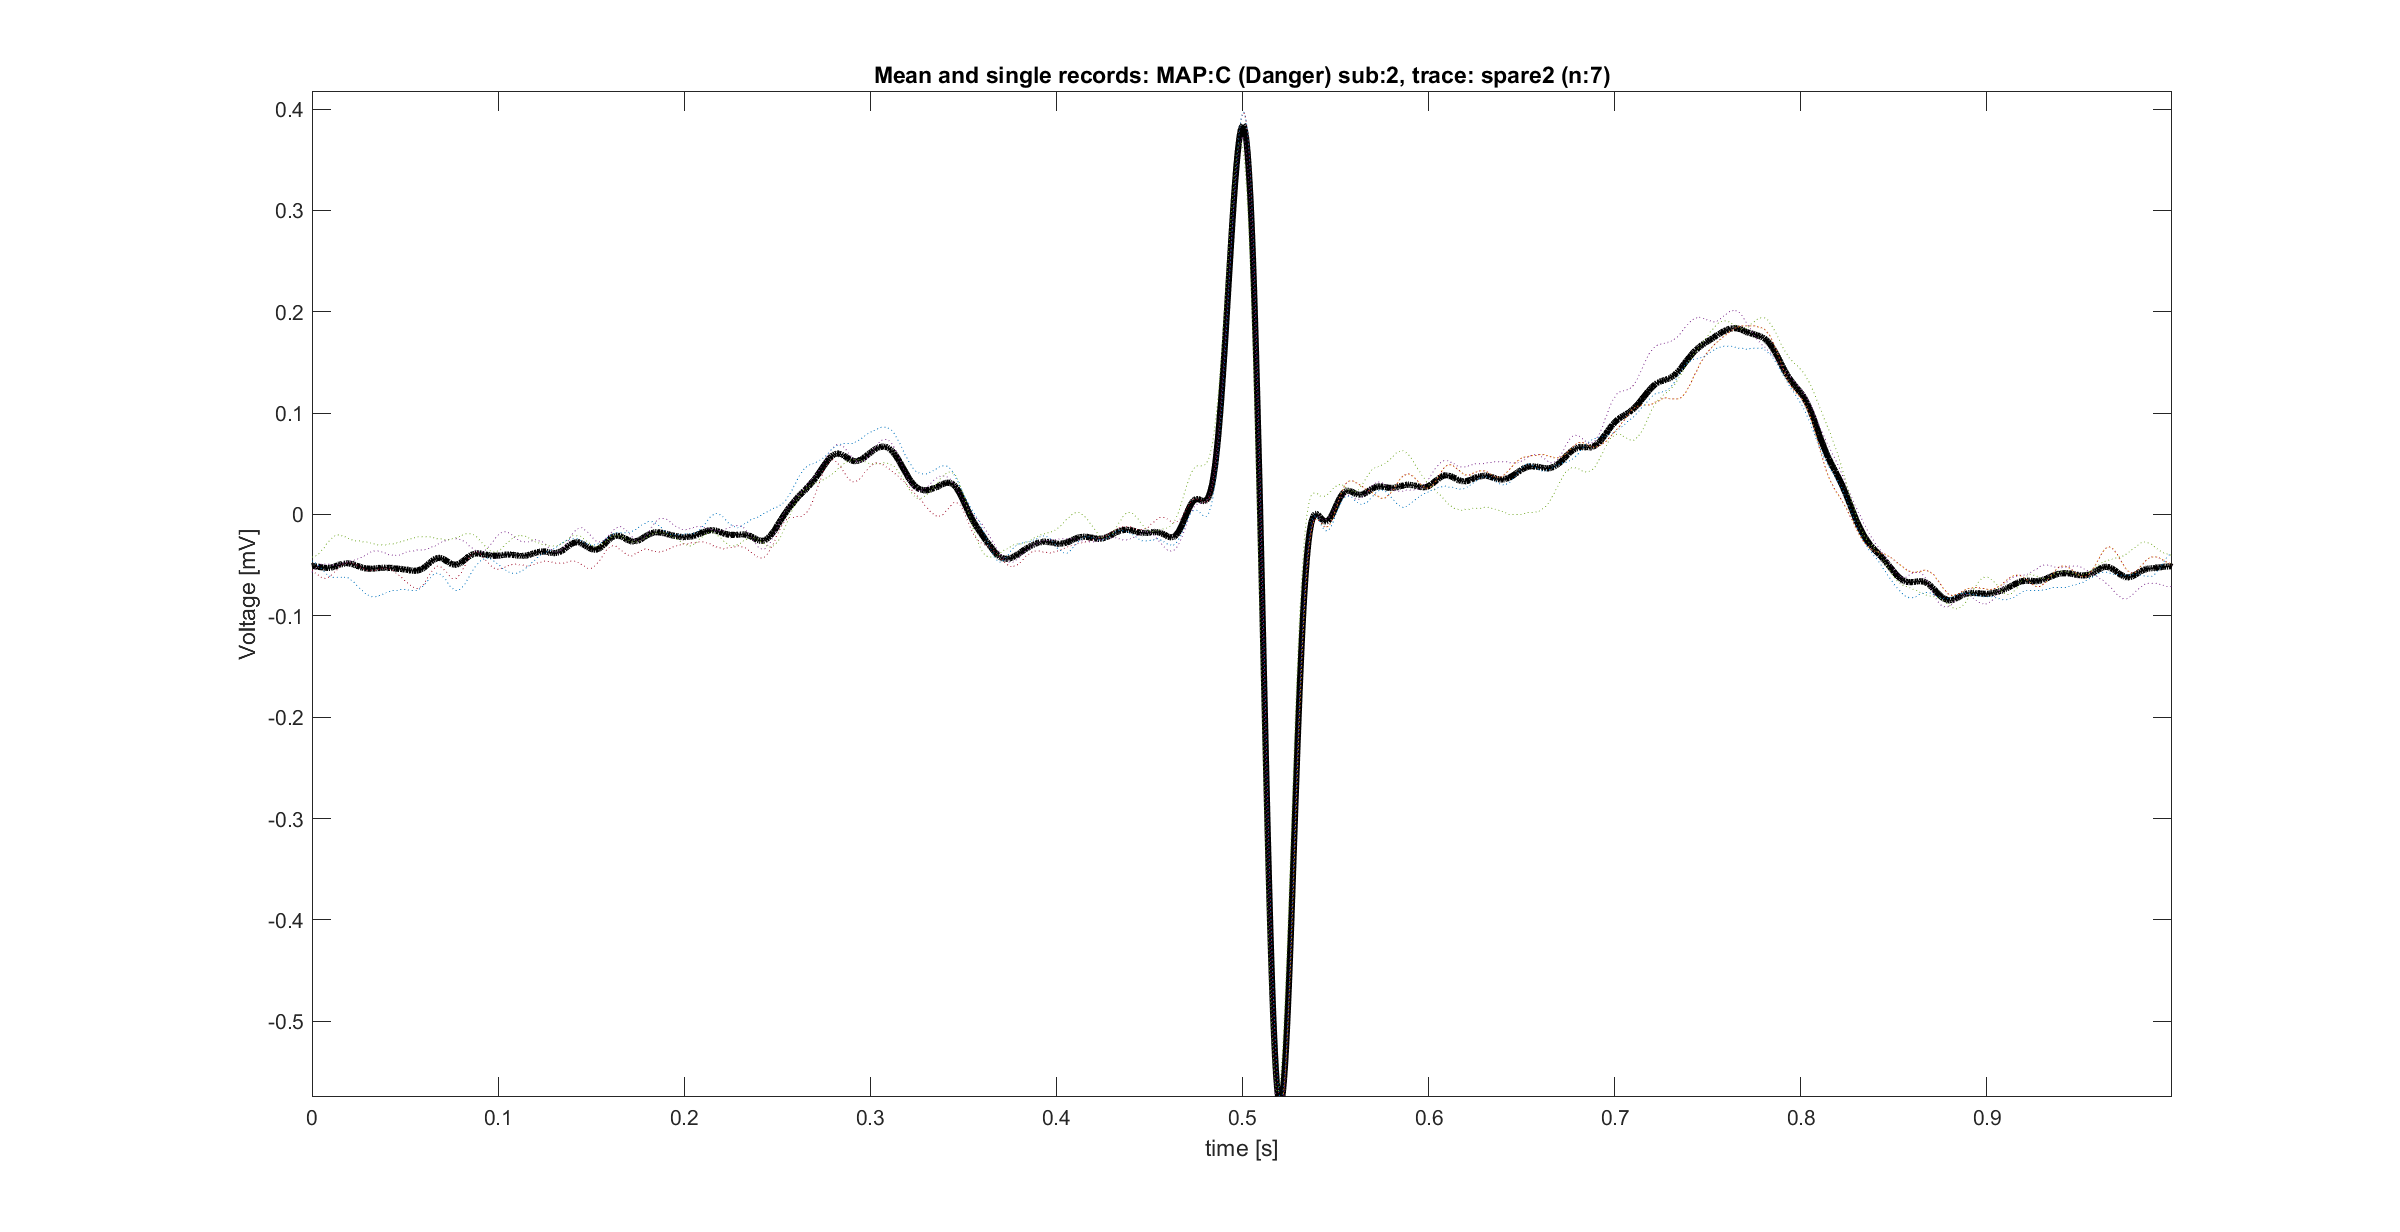 Mean and single records: MAP:C (Danger) sub:2, trace: spare2 (n:7)
0.4
0.3
0.2
0.1
0
-0.1
-0.2
-0.3
-0.4
-0.5
Voltage [mV]
0 0.1 0.2 0.3 0.4 0.5 0.6 0.7 0.8 0.9
time [s]